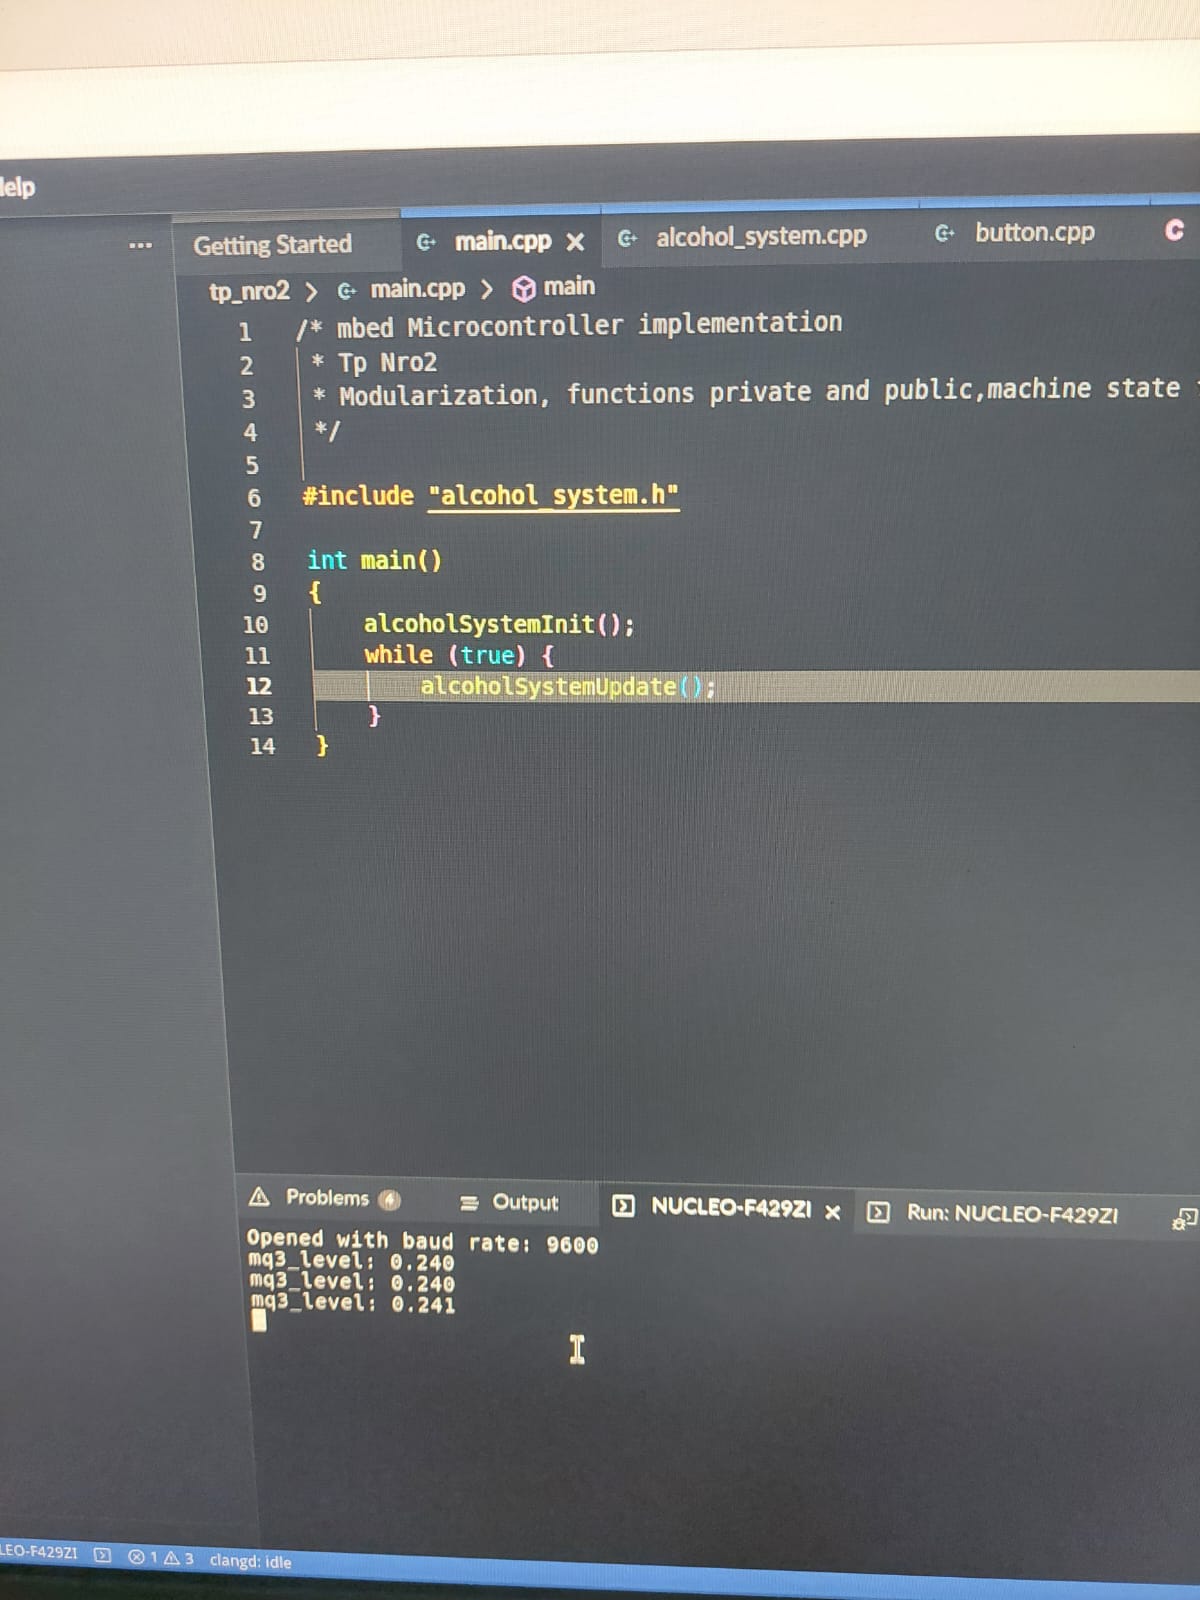 Getting Started main.cpp alcohol_system.cpp button.cpp
tp_nro2 > main.cpp > main
1 /* mbed Microcontroller implementation
2 * Tp Nro2
3 * Modularization, functions private and public,machine state
4 */
5
6 #include "alcohol_system.h"
7
8 int main()
9 {
10 alcoholSystemInit();
11 while (true) {
12 alcoholSystemUpdate();
13 }
14 }
Problems 4 Output NUCLEO-F429ZI Run: NUCLEO-F429ZI
Opened with baud rate: 9600
mq3_level: 0.240
mq3_level: 0.240
mq3_level: 0.241
LEO-F429ZI 1 3 clangd: idle